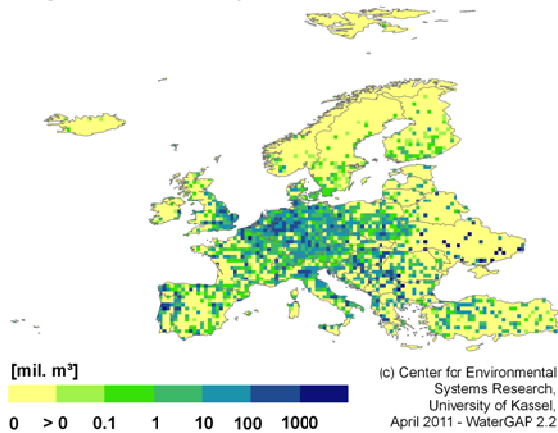 [mil. m³]
0 > 0 0.1 1 10 100 1000
(c) Center for Environmental
Systems Research,
University of Kassel,
April 2011 - WaterGAP 2.2